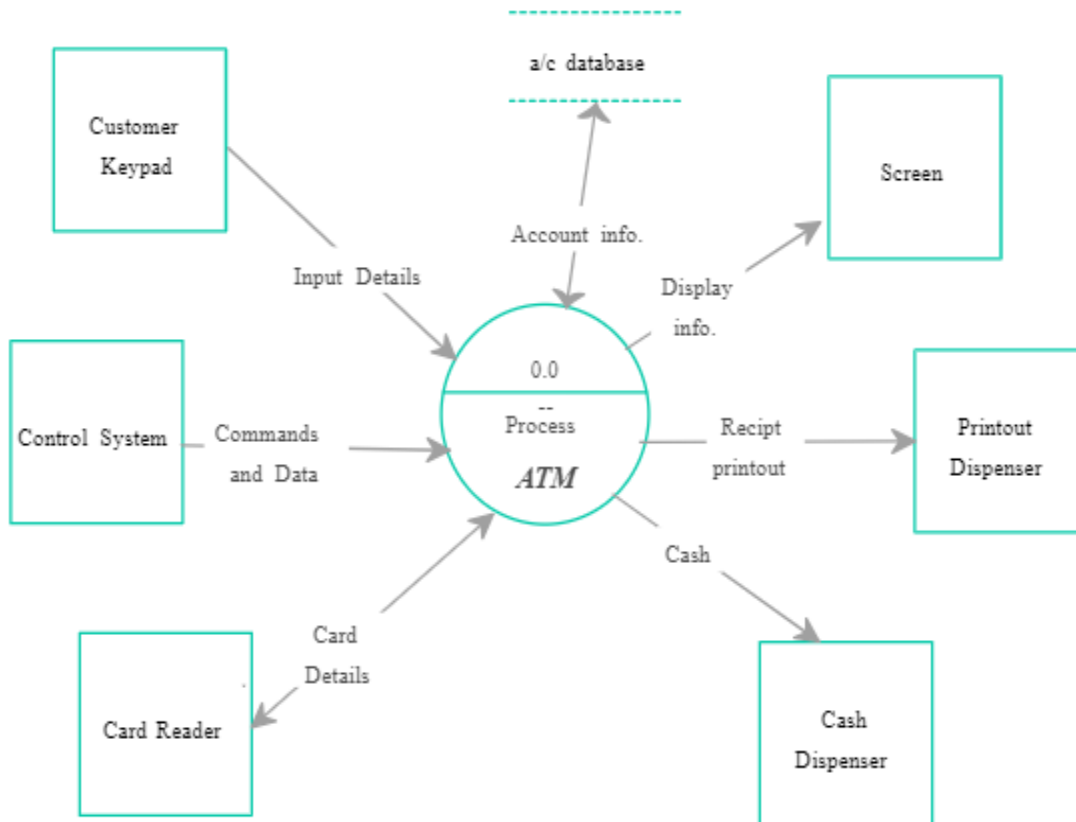 a/c database
Customer
Keypad
Screen
Account info.
Input Details
Display
info.
0.0
--
Process
ATM
Control System
Commands
and Data
Recipt
printout
Printout
Dispenser
Cash
Card
Details
Card Reader
Cash
Dispenser